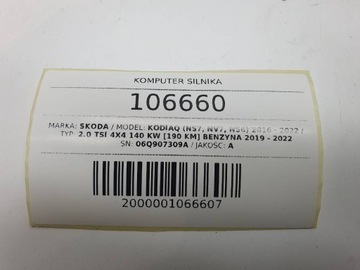 KOMPUTER SILNIKA
106660
MARKA: SKODA / MODEL: KODIAQ (NS7, NV7, NS6) 2016 - 2022 /
TYP: 2.0 TSI 4X4 140 KW [190 KM] BENZYNA 2019 - 2022
SN: 06Q907309A / JAKOŚĆ: A
2000001066607